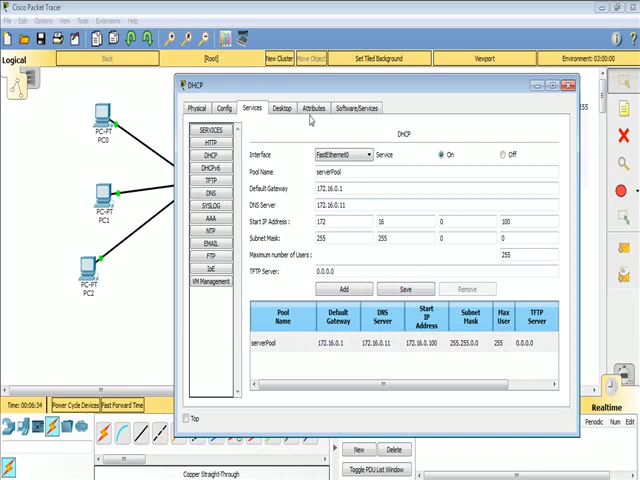 Cisco Packet Tracer
File Edit Options View Tools Extensions Help
Logical Back [Root] New Cluster Move Object Set Tiled Background Viewport Environment: 03:00:00
PC-PT
PC0
PC-PT
PC1
PC-PT
PC2
DHCP
Physical Config Services Desktop Attributes Software/Services
SERVICES
HTTP
DHCP
DHCPv6
TFTP
DNS
SYSLOG
AAA
NTP
EMAIL
FTP
IoE
VM Management
DHCP
Interface FastEthernet0 Service On Off
Pool Name serverPool
Default Gateway 172.16.0.1
DNS Server 172.16.0.11
Start IP Address : 172 16 0 100
Subnet Mask: 255 255 0 0
Maximum number of Users : 255
TFTP Server: 0.0.0.0
Add Save Remove
Pool Name Default Gateway DNS Server Start IP Address Subnet Mask Max User TFTP Server
serverPool 172.16.0.1 172.16.0.11 172.16.0.100 255.255.0.0 255 0.0.0.0
Top
255
Time: 00:06:34 Power Cycle Devices Fast Forward Time Realtime
Periodic Num Edit
New Delete
Toggle PDU List Window
Copper Straight-Through